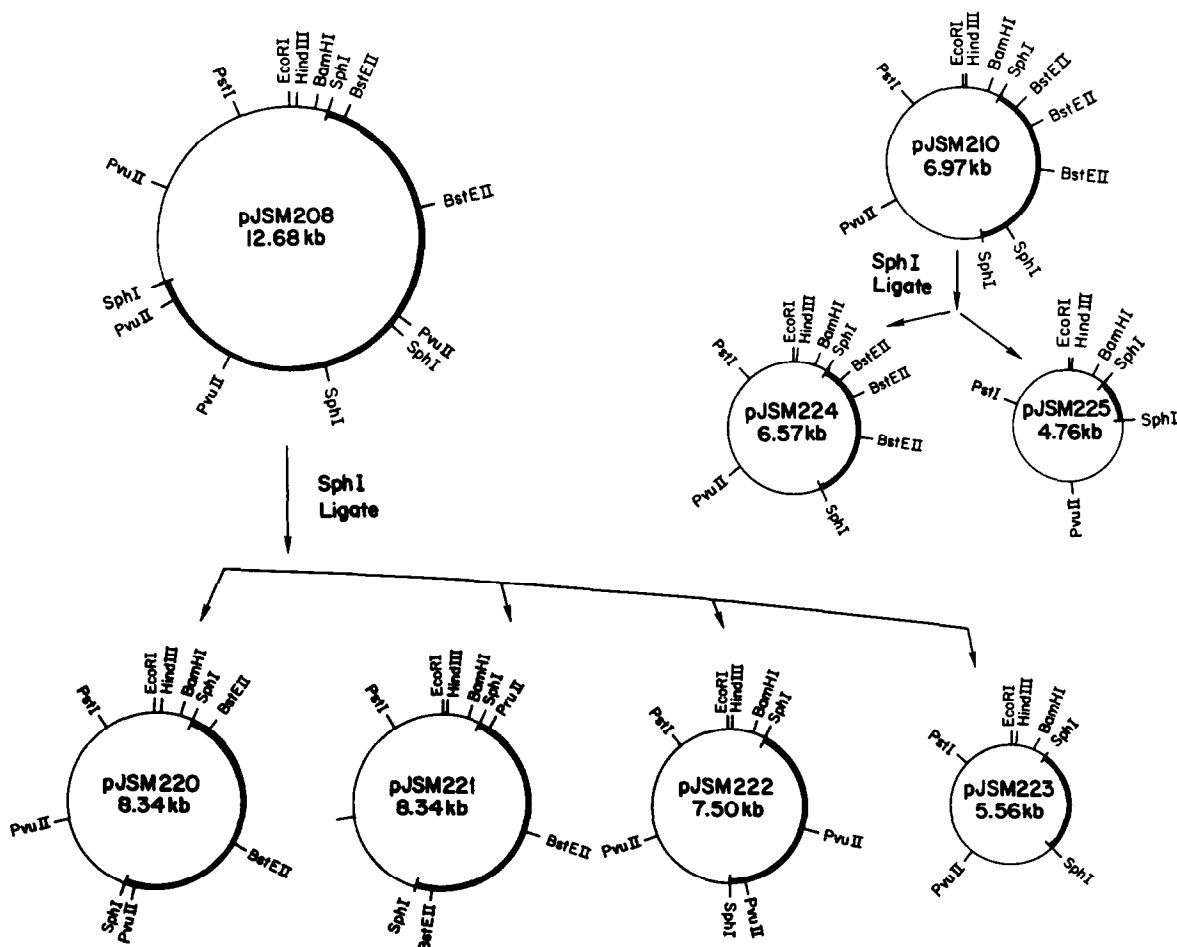 EcoRI
HindIII
BamHI
SphI
BstEII
BstEII
PvuII
SphI
SphI
PvuII
PvuII
SphI
PvuII
PstI
pJSM208
12.68 kb
EcoRI
HindIII
BamHI
SphI
BstEII
BstEII
BstEII
SphI
SphI
PvuII
PstI
pJSM210
6.97 kb
SphI
Ligate
EcoRI
HindIII
BamHI
SphI
BstEII
BstEII
BstEII
SphI
PvuII
PstI
pJSM224
6.57 kb
EcoRI
HindIII
BamHI
SphI
SphI
PvuII
PstI
pJSM225
4.76 kb
SphI
Ligate
EcoRI
HindIII
BamHI
SphI
BstEII
BstEII
PvuII
SphI
PvuII
PstI
pJSM220
8.34 kb
EcoRI
HindIII
BamHI
SphI
PruII
BstEII
BstEII
SphI
PstI
pJSM221
8.34 kb
EcoRI
HindIII
BamHI
SphI
PvuII
PvuII
SphI
PvuII
PstI
pJSM222
7.50 kb
EcoRI
HindIII
BamHI
SphI
SphI
PvuII
PstI
pJSM223
5.56 kb